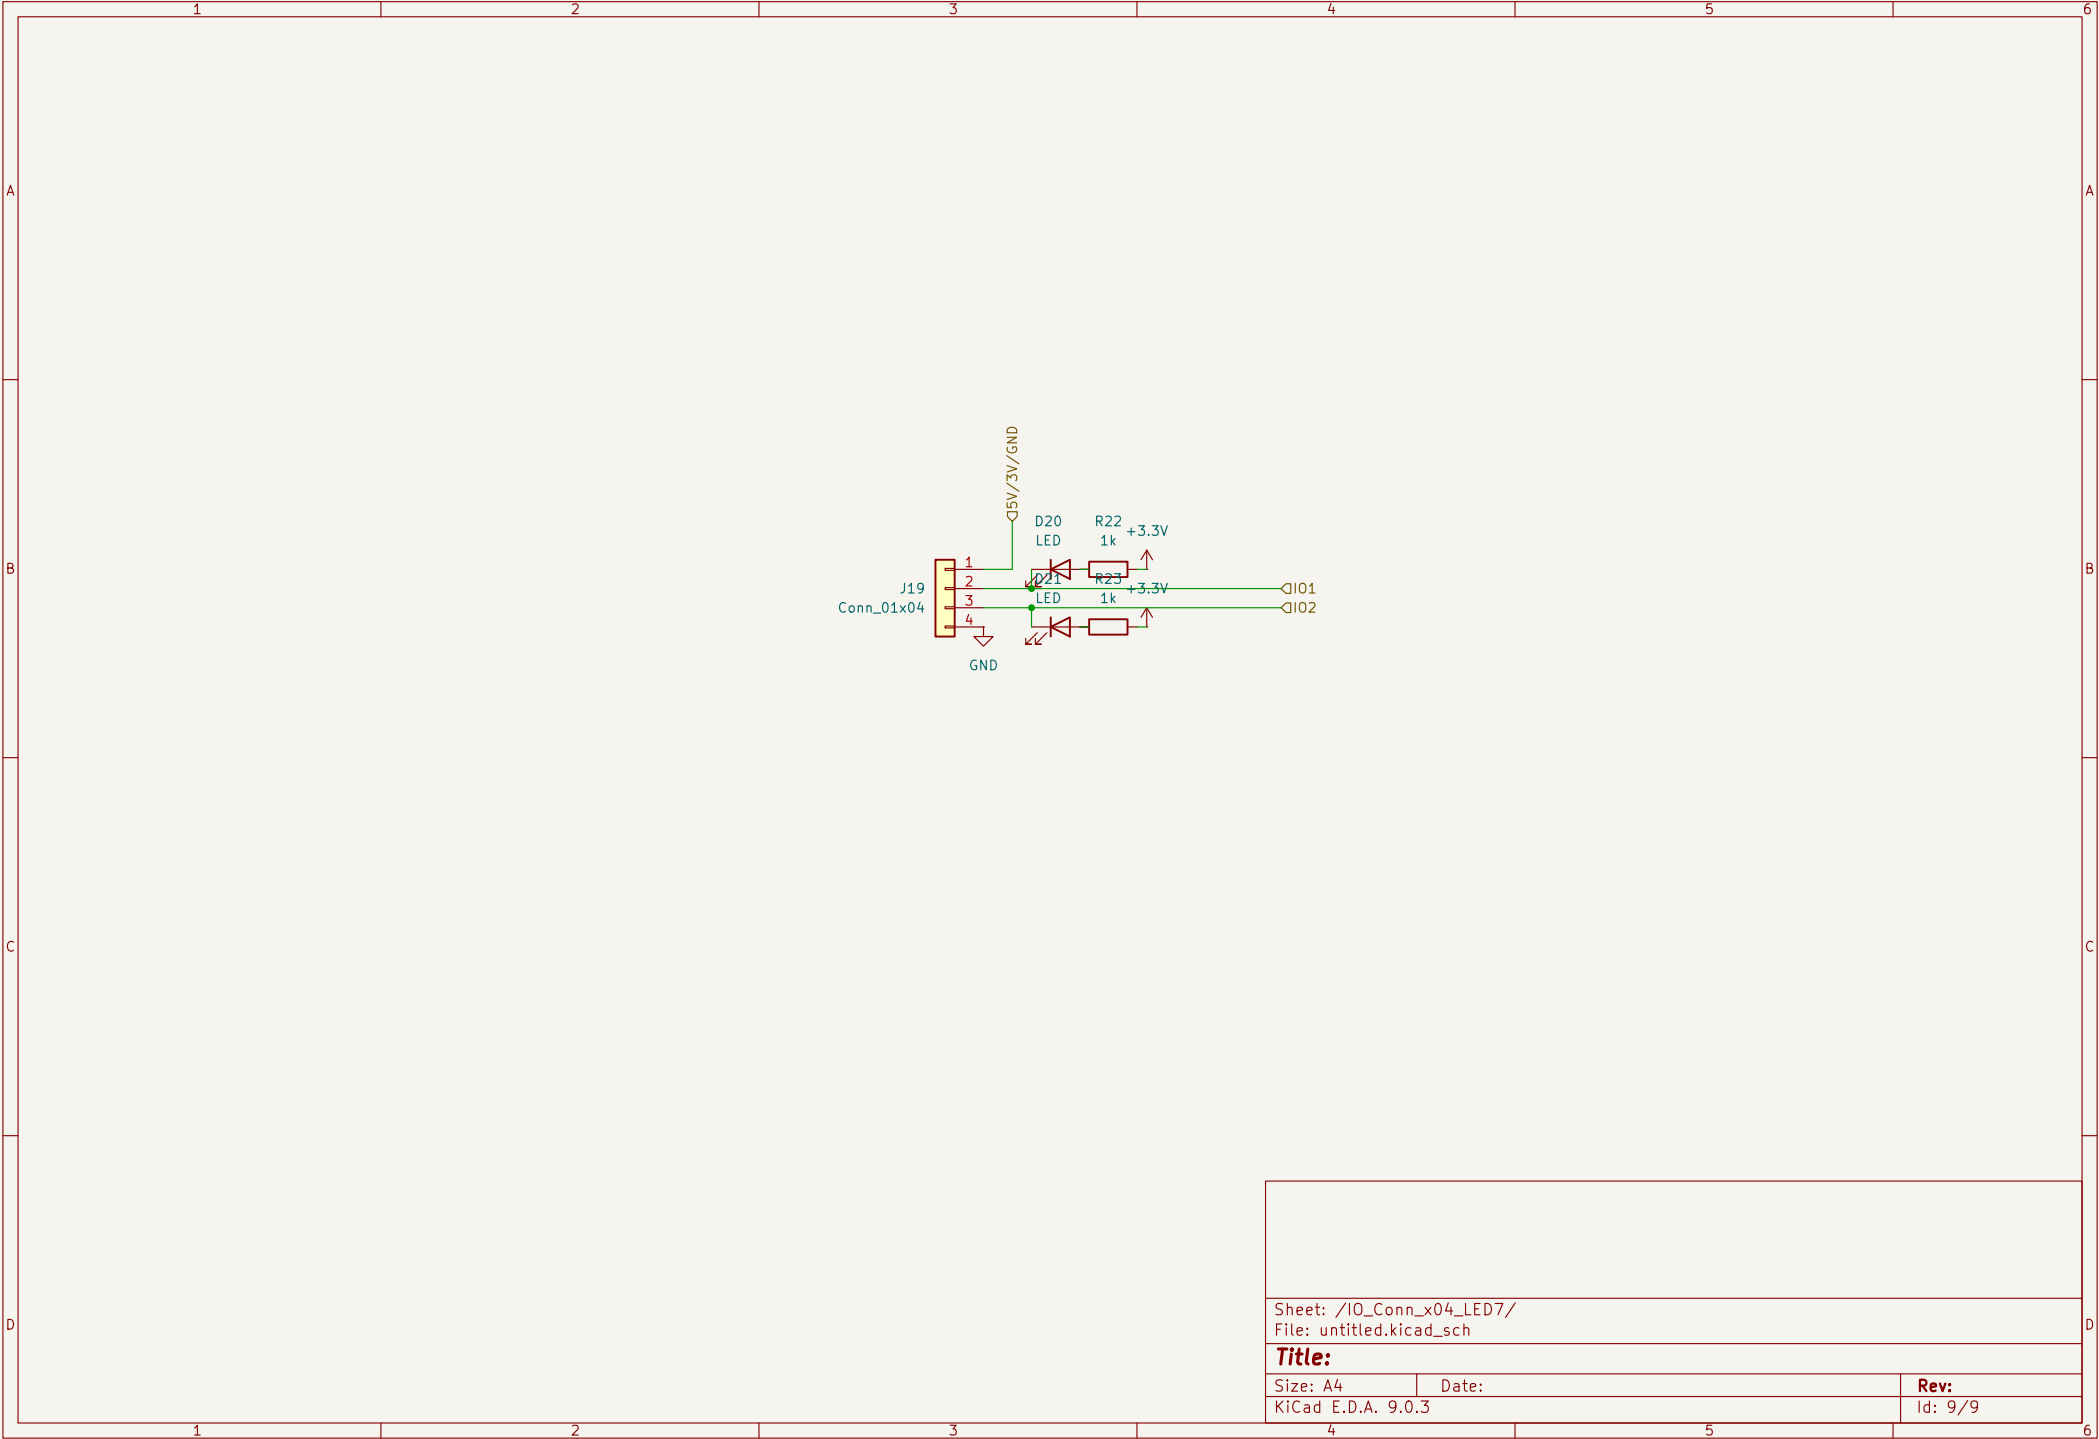 1 2 3 4 5 6
A A
5V/3V/GND
D20 R22
+3.3V
LED 1k
B B
1
D21 R23
2
J19 +3.3V IO1
LED 1k
3
Conn_01x04 IO2
4
GND
C C
Sheet: /IO_Conn_x04_LED7/
D D
File: untitled.kicad_sch
Title:
Size: A4 Date: Rev:
KiCad E.D.A. 9.0.3 Id: 9/9
1 2 3 4 5 6